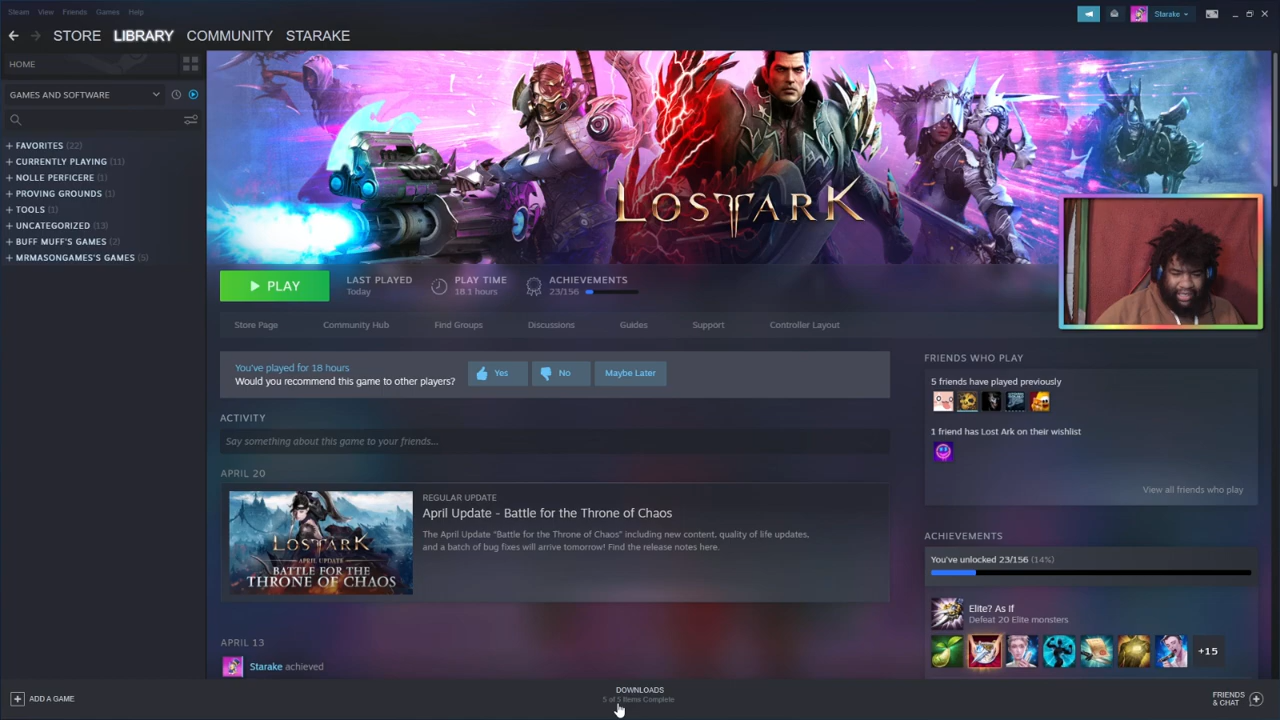 Steam View Friends Games Help
Starake
STORE LIBRARY COMMUNITY STARAKE
HOME
GAMES AND SOFTWARE
+ FAVORITES (22)
+ CURRENTLY PLAYING (11)
+ NOLLE PERFICERE (1)
+ PROVING GROUNDS (1)
+ TOOLS (1)
+ UNCATEGORIZED (13)
+ BUFF MUFF'S GAMES (2)
+ MRMASONGAMES'S GAMES (5)
LOST ARK
PLAY
LAST PLAYED
Today
PLAY TIME
18.1 hours
ACHIEVEMENTS
23/156
Store Page Community Hub Find Groups Discussions Guides Support Controller Layout
You've played for 18 hours
Would you recommend this game to other players?
Yes No Maybe Later
ACTIVITY
Say something about this game to your friends...
APRIL 20
LOST ARK
APRIL UPDATE
BATTLE FOR THE
THRONE OF CHAOS
REGULAR UPDATE
April Update - Battle for the Throne of Chaos
The April Update "Battle for the Throne of Chaos" including new content, quality of life updates,
and a batch of bug fixes will arrive tomorrow! Find the release notes here.
APRIL 13
Starake achieved
FRIENDS WHO PLAY
5 friends have played previously
1 friend has Lost Ark on their wishlist
View all friends who play
ACHIEVEMENTS
You've unlocked 23/156 (14%)
Elite? As If
Defeat 20 Elite monsters
+15
ADD A GAME
DOWNLOADS
5 of 5 Items Complete
FRIENDS
& CHAT